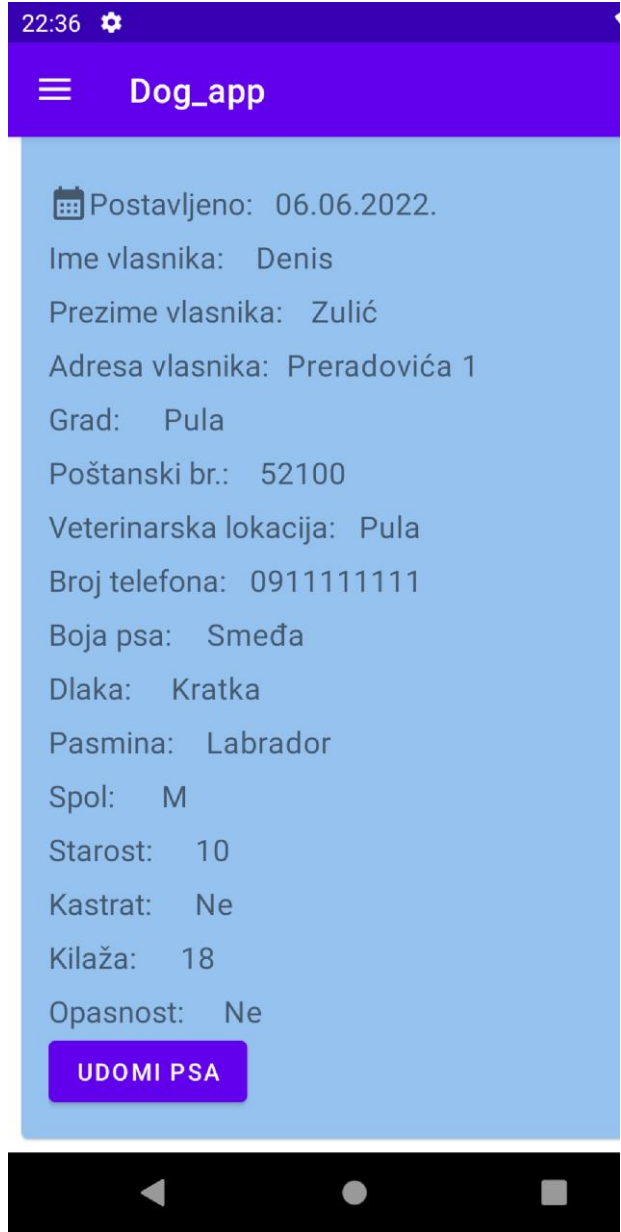 22:36
Dog_app
Postavljeno: 06.06.2022.
Ime vlasnika: Denis
Prezime vlasnika: Zulić
Adresa vlasnika: Preradovića 1
Grad: Pula
Poštanski br.: 52100
Veterinarska lokacija: Pula
Broj telefona: 0911111111
Boja psa: Smeđa
Dlaka: Kratka
Pasmina: Labrador
Spol: M
Starost: 10
Kastrat: Ne
Kilaža: 18
Opasnost: Ne
UDOMI PSA